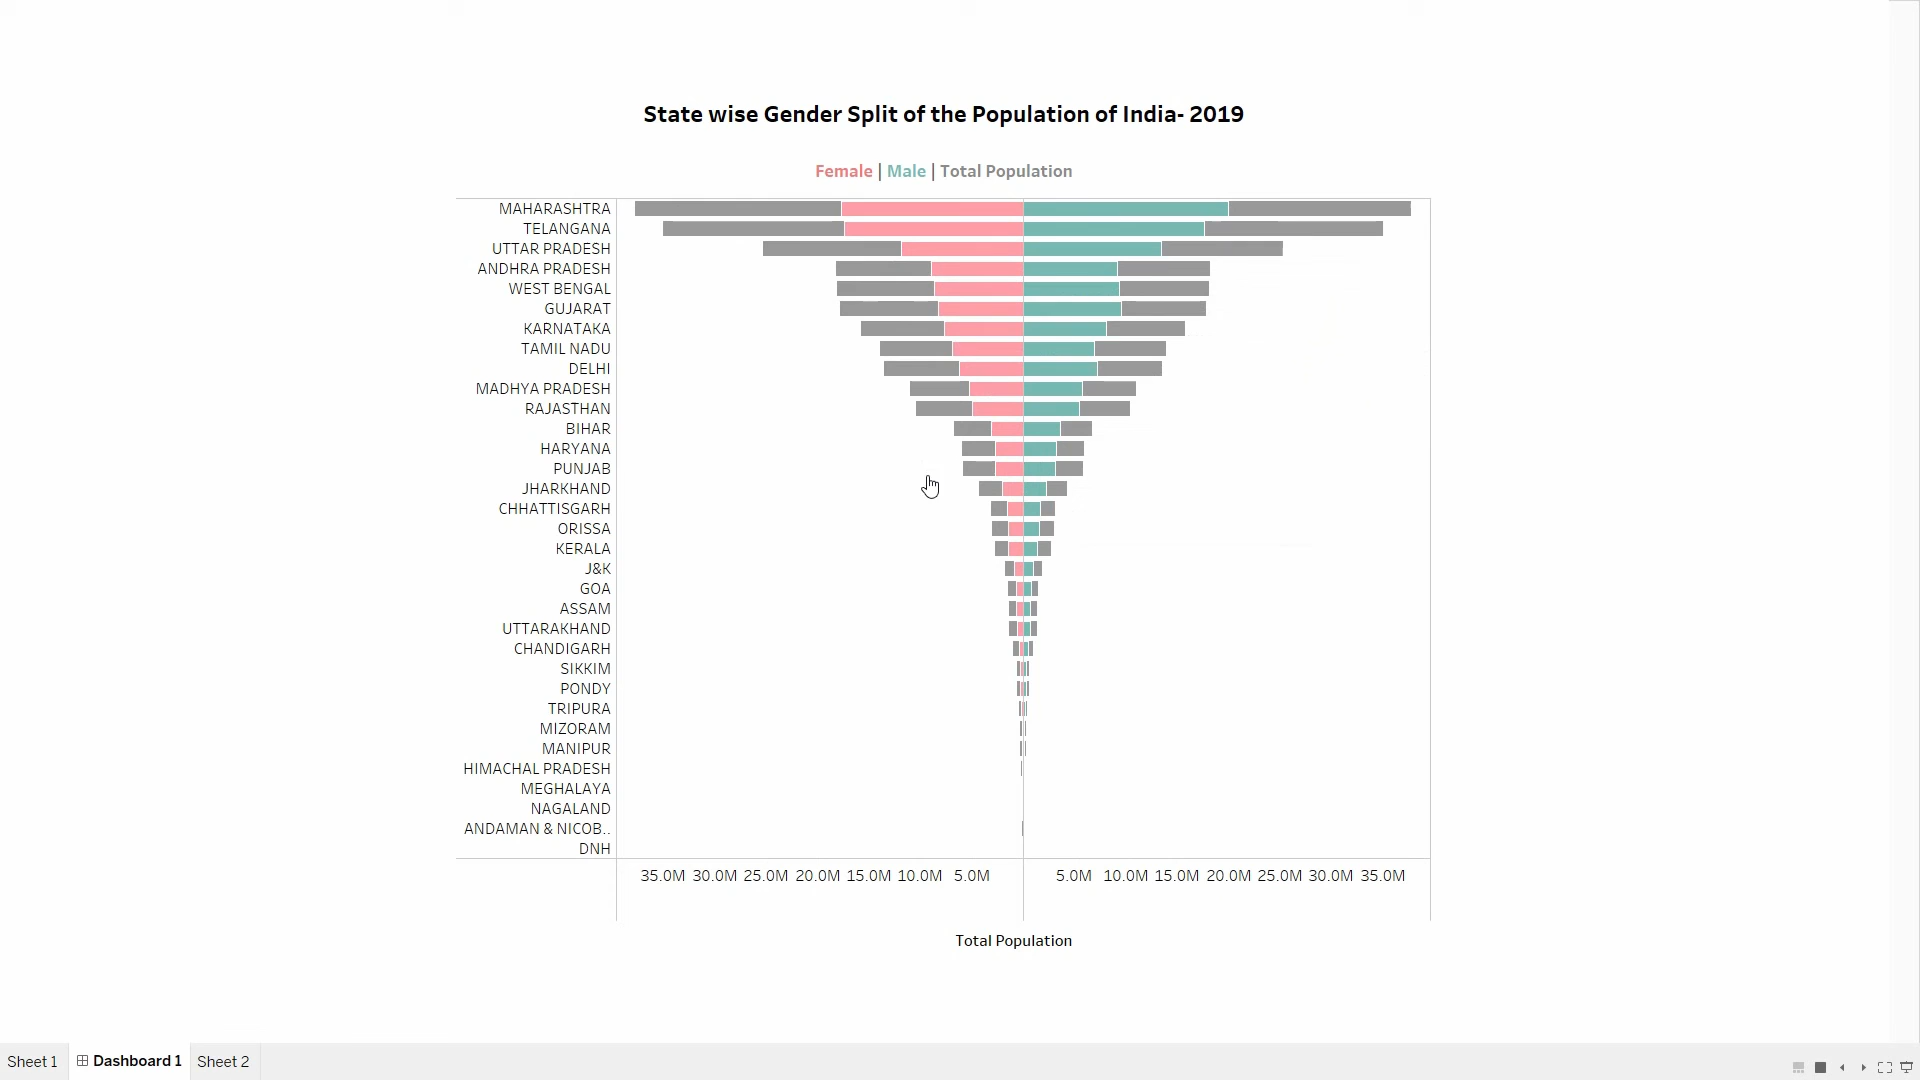 State wise Gender Split of the Population of India- 2019
Female | Male | Total Population
MAHARASHTRA
TELANGANA
UTTAR PRADESH
ANDHRA PRADESH
WEST BENGAL
GUJARAT
KARNATAKA
TAMIL NADU
DELHI
MADHYA PRADESH
RAJASTHAN
BIHAR
HARYANA
PUNJAB
JHARKHAND
CHHATTISGARH
ORISSA
KERALA
J&K
GOA
ASSAM
UTTARAKHAND
CHANDIGARH
SIKKIM
PONDY
TRIPURA
MIZORAM
MANIPUR
HIMACHAL PRADESH
MEGHALAYA
NAGALAND
ANDAMAN & NICOB..
DNH
35.0M 30.0M 25.0M 20.0M 15.0M 10.0M 5.0M 5.0M 10.0M 15.0M 20.0M 25.0M 30.0M 35.0M
Total Population
Sheet 1 Dashboard 1 Sheet 2